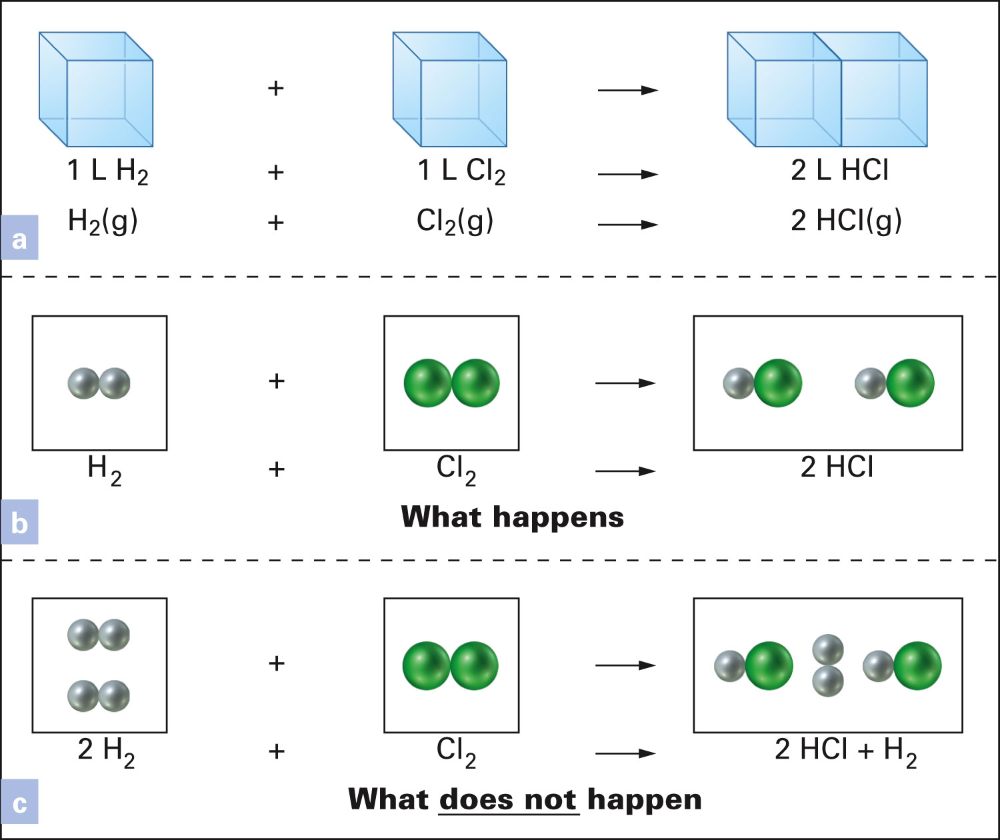 + ⟶
1 L H₂ + 1 L Cl₂ ⟶ 2 L HCl
H₂(g) + Cl₂(g) ⟶ 2 HCl(g)
a
+ ⟶
H₂ + Cl₂ ⟶ 2 HCl
What happens
b
+ ⟶
2 H₂ + Cl₂ ⟶ 2 HCl + H₂
What does not happen
c